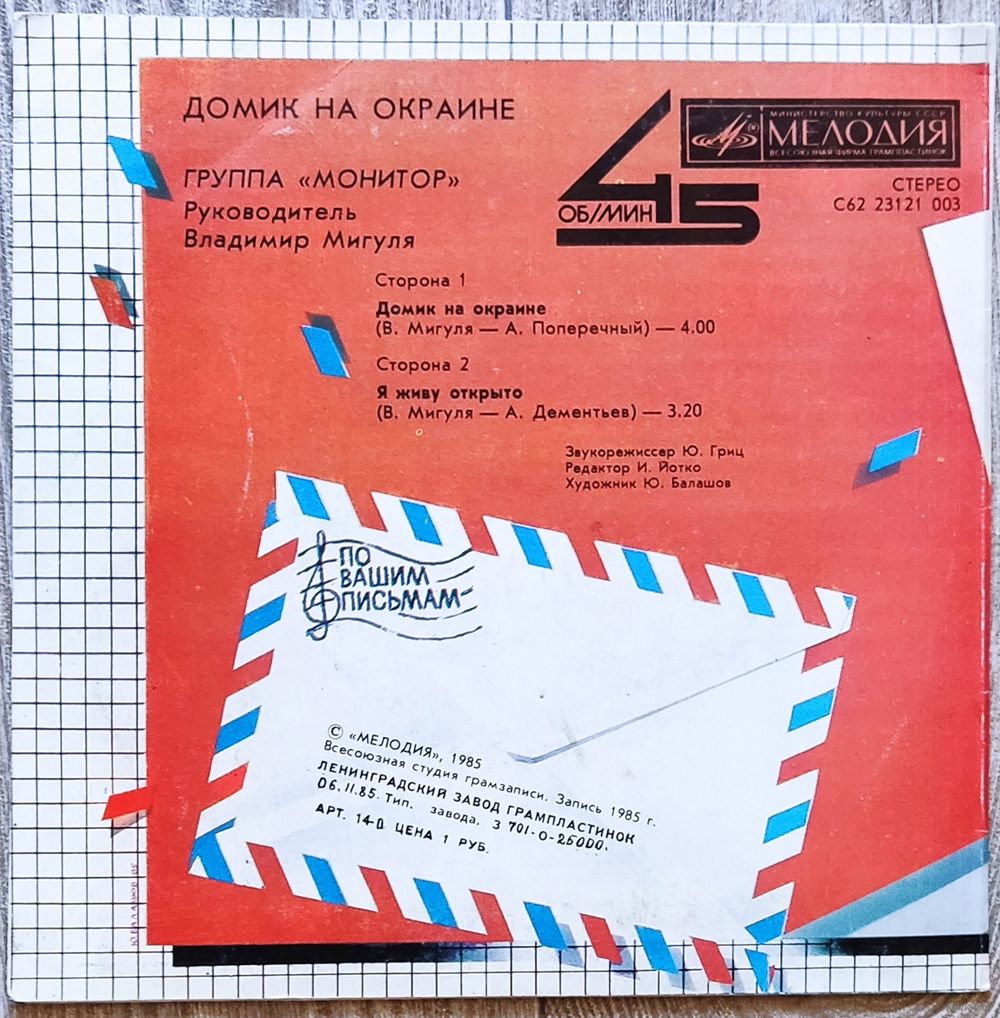 ДОМИК НА ОКРАИНЕ
ГРУППА «МОНИТОР»
Руководитель
Владимир Мигуля
45
ОБ/МИН
МИНИСТЕРСТВО КУЛЬТУРЫ СССР
МЕЛОДИЯ
ВСЕСОЮЗНАЯ ФИРМА ГРАМПЛАСТИНОК
СТЕРЕО
С62 23121 003
Сторона 1
Домик на окраине
(В. Мигуля — А. Поперечный) — 4.00
Сторона 2
Я живу открыто
(В. Мигуля — А. Дементьев) — 3.20
Звукорежиссер Ю. Гриц
Редактор И. Йотко
Художник Ю. Балашов
ПО
ВАШИМ
ПИСЬМАМ
© «МЕЛОДИЯ», 1985
Всесоюзная студия грамзаписи. Запись 1985 г.
ЛЕНИНГРАДСКИЙ ЗАВОД ГРАМПЛАСТИНОК
06.11.85. Тип. завода. З 701-0-25000.
АРТ. 14-0 ЦЕНА 1 РУБ.